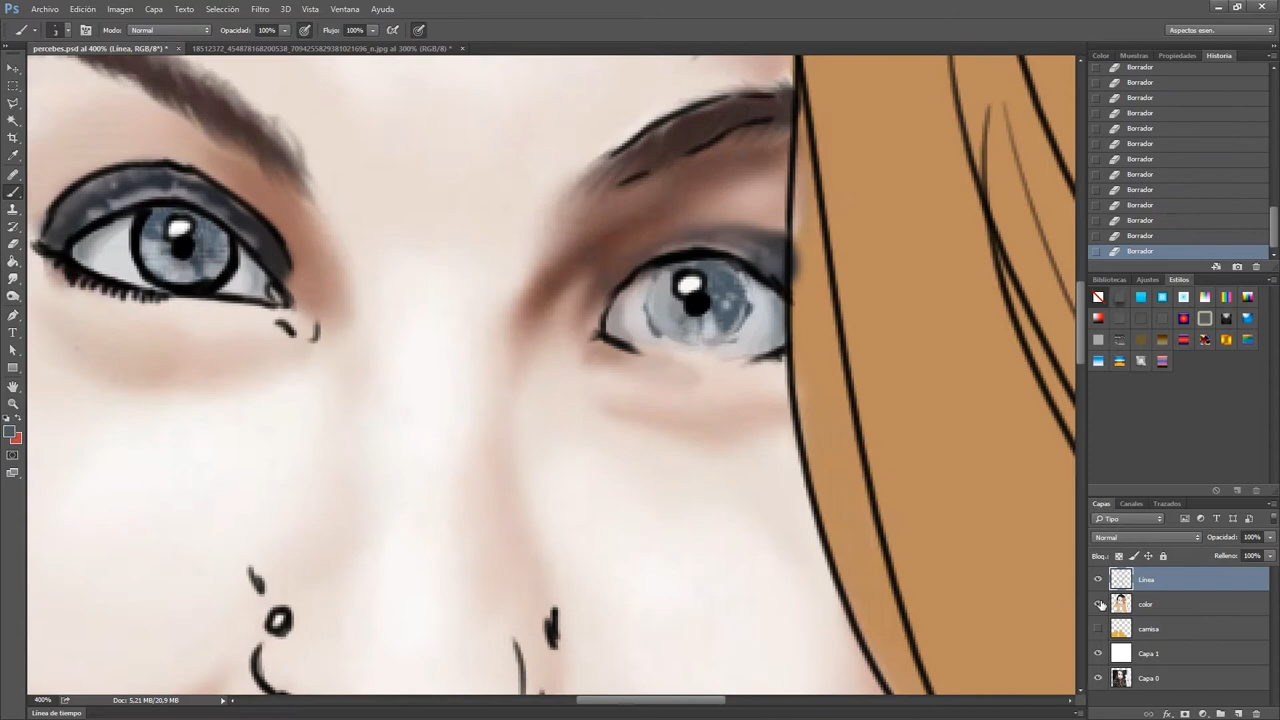 Ps Archivo Edición Imagen Capa Texto Selección Filtro 3D Vista Ventana Ayuda
3 Modo: Normal Opacidad: 100% Flujo: 100% Aspectos esen.
percebes.psd al 400% (Línea, RGB/8*) * × 18512372_454878168200538_7094255829381021696_n.jpg al 300% (RGB/8) * ×
Color Muestras Propiedades Historia
Borrador
Borrador
Borrador
Borrador
Borrador
Borrador
Borrador
Borrador
Borrador
Borrador
Borrador
Borrador
Borrador
Bibliotecas Ajustes Estilos
Capas Canales Trazados
Tipo
Normal Opacidad: 100%
Bloq.: Relleno: 100%
Línea
color
camisa
Capa 1
Capa 0
400% Doc: 5,21 MB/20,9 MB
Línea de tiempo